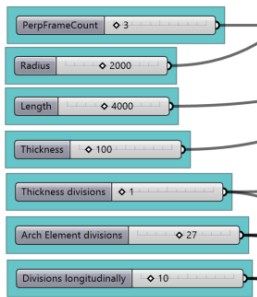 PerpFrameCount 3
Radius 2000
Length 4000
Thickness 100
Thickness divisions 1
Arch Element divisions 27
Divisions longitudinally 10